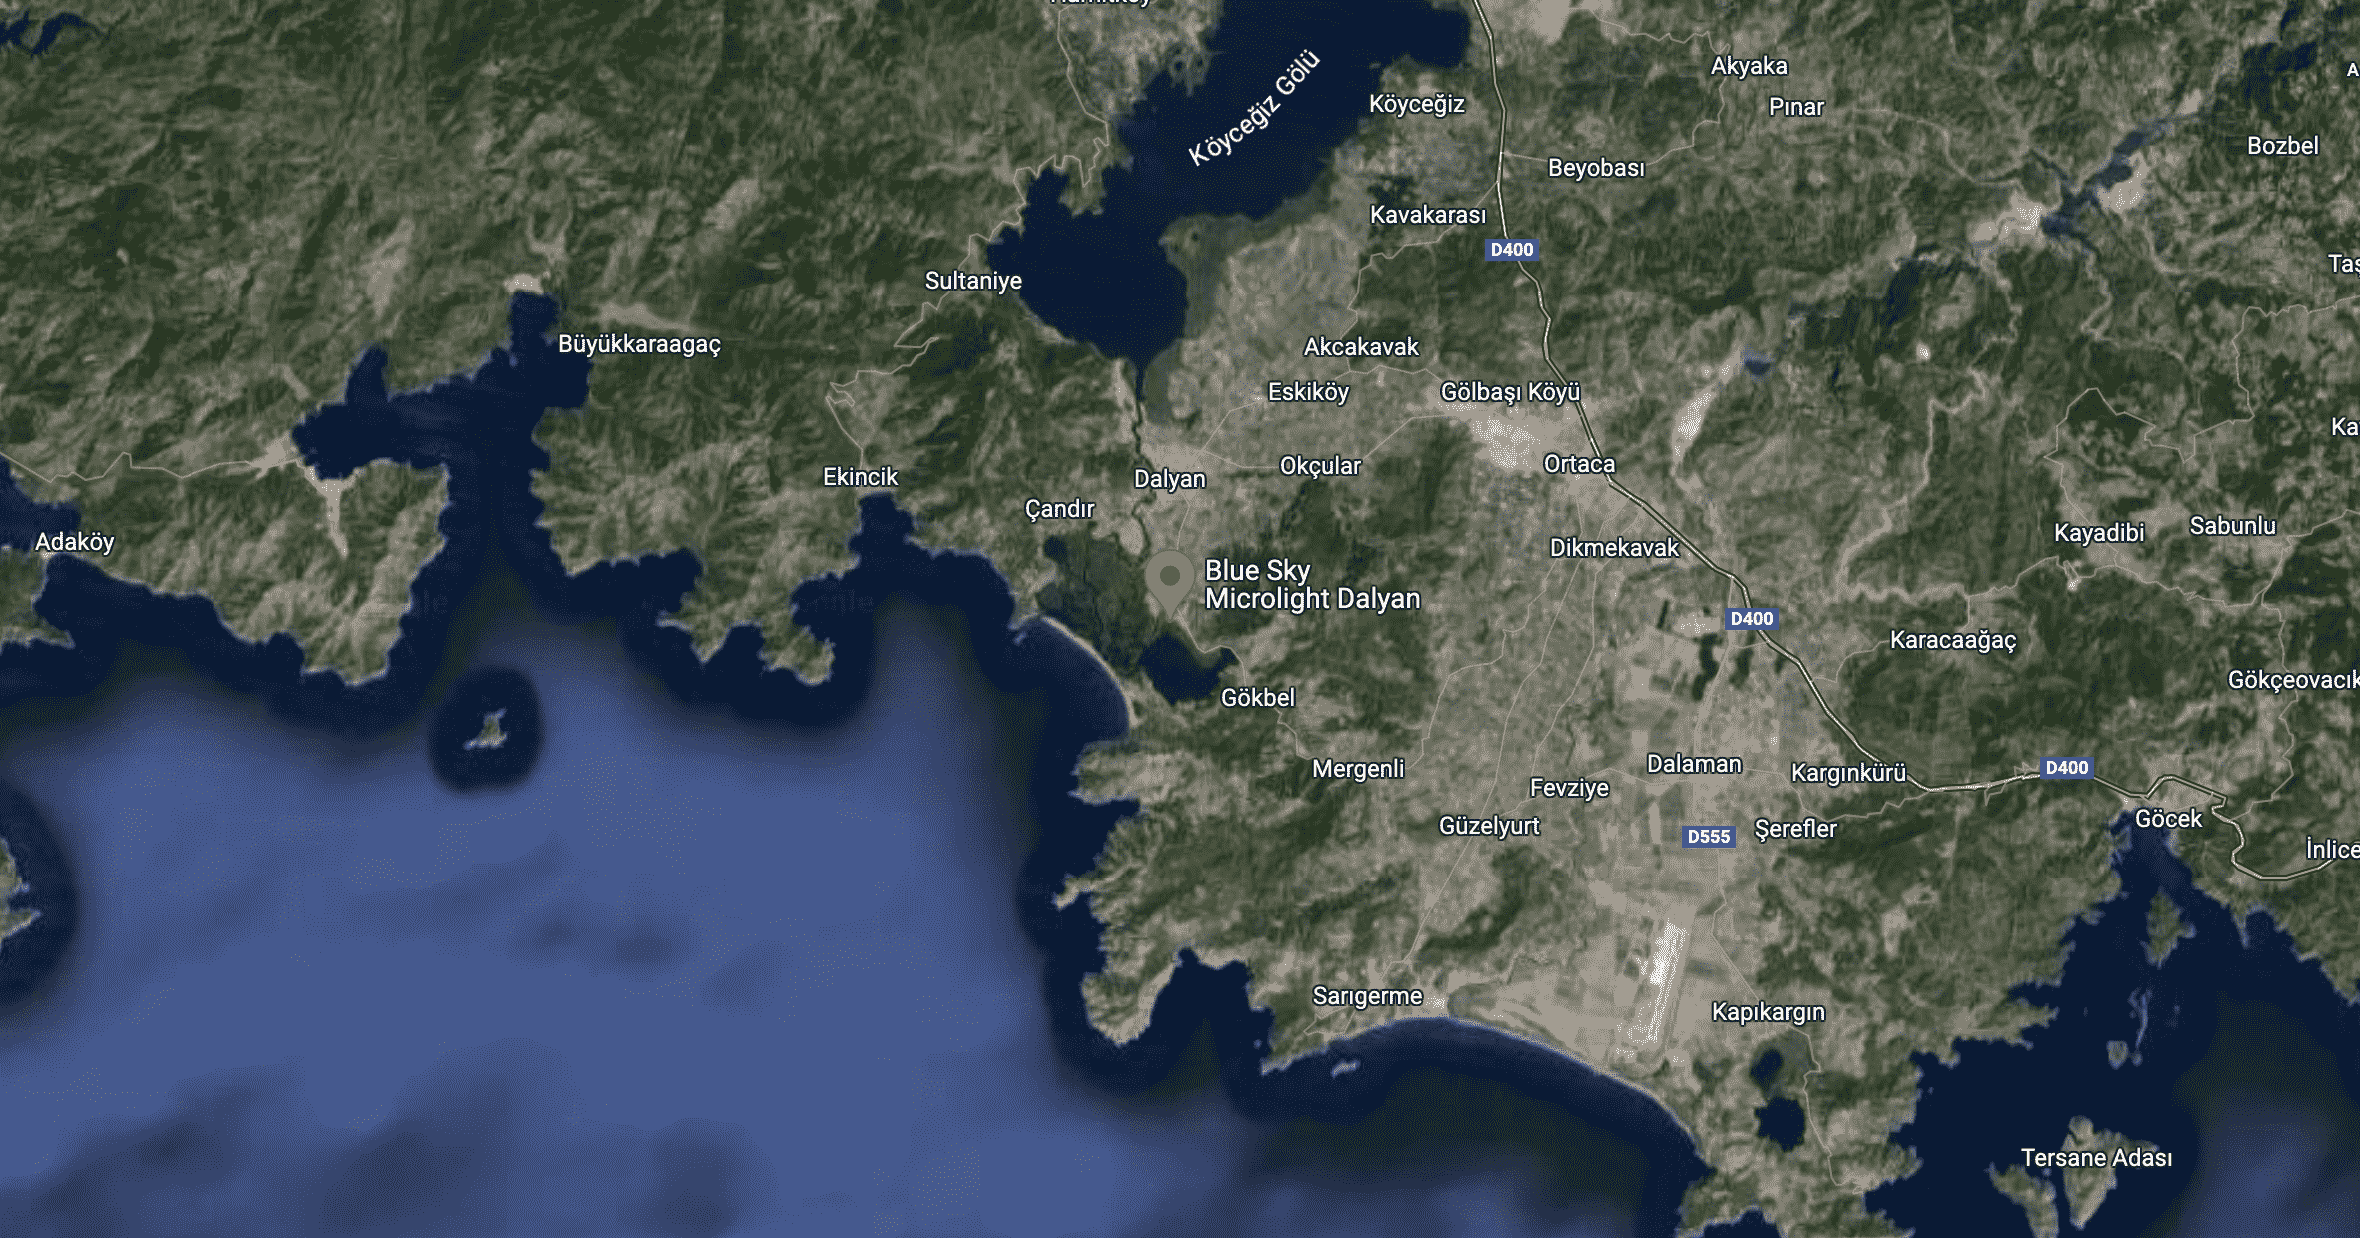 Köyceğiz Gölü
Akyaka
Köyceğiz
Pınar
Bozbel
Beyobası
Kavakarası
D400
Sultaniye
Büyükkaraagaç
Akcakavak
Eskiköy
Gölbaşı Köyü
Ortaca
Okçular
Ekincik
Dalyan
Çandır
Sabunlu
Kayadibi
Adaköy
Dikmekavak
Blue Sky
Microlight Dalyan
D400
Karacaağaç
Gökçeovacık
Gökbel
Dalaman
Mergenli
Kargınkürü
D400
Fevziye
Göcek
Güzelyurt
D555
Şerefler
Sarıgerme
Kapıkargın
Tersane Adası